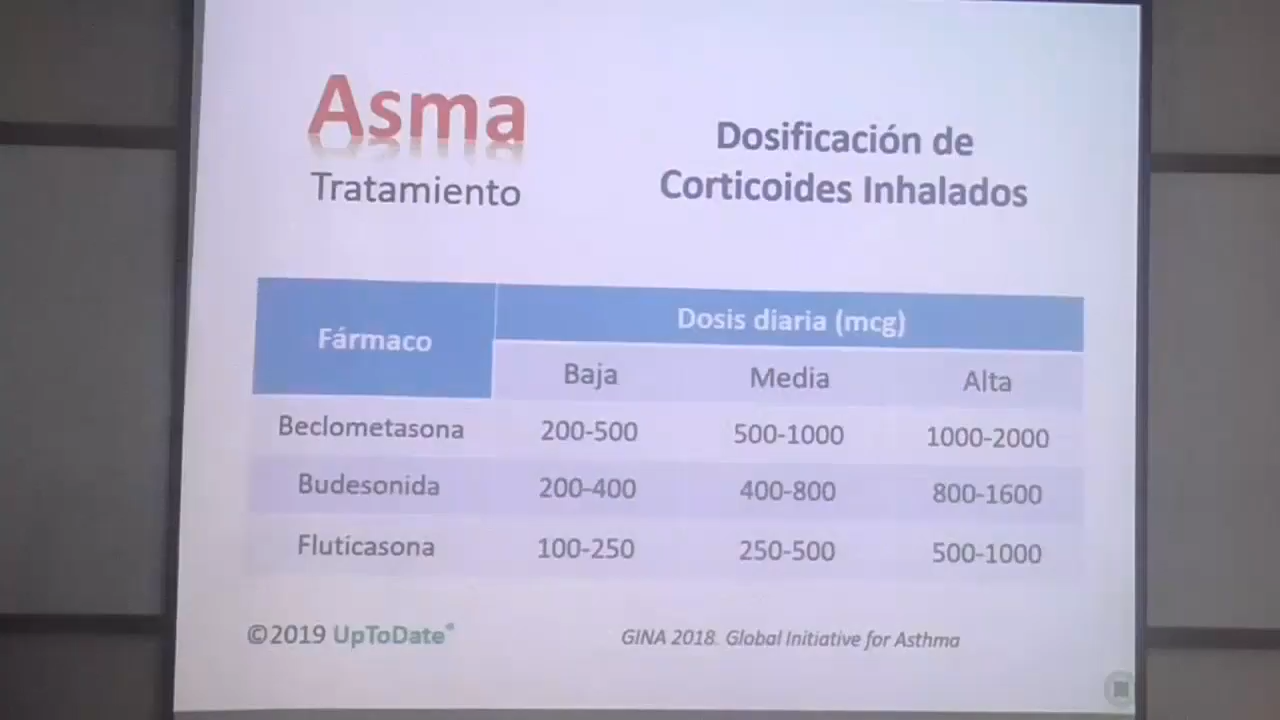 Asma
Tratamiento
Dosificación de
Corticoides Inhalados
Fármaco
Dosis diaria (mcg)
Baja Media Alta
Beclometasona 200-500 500-1000 1000-2000
Budesonida 200-400 400-800 800-1600
Fluticasona 100-250 250-500 500-1000
©2019 UpToDate®
GINA 2018. Global Initiative for Asthma